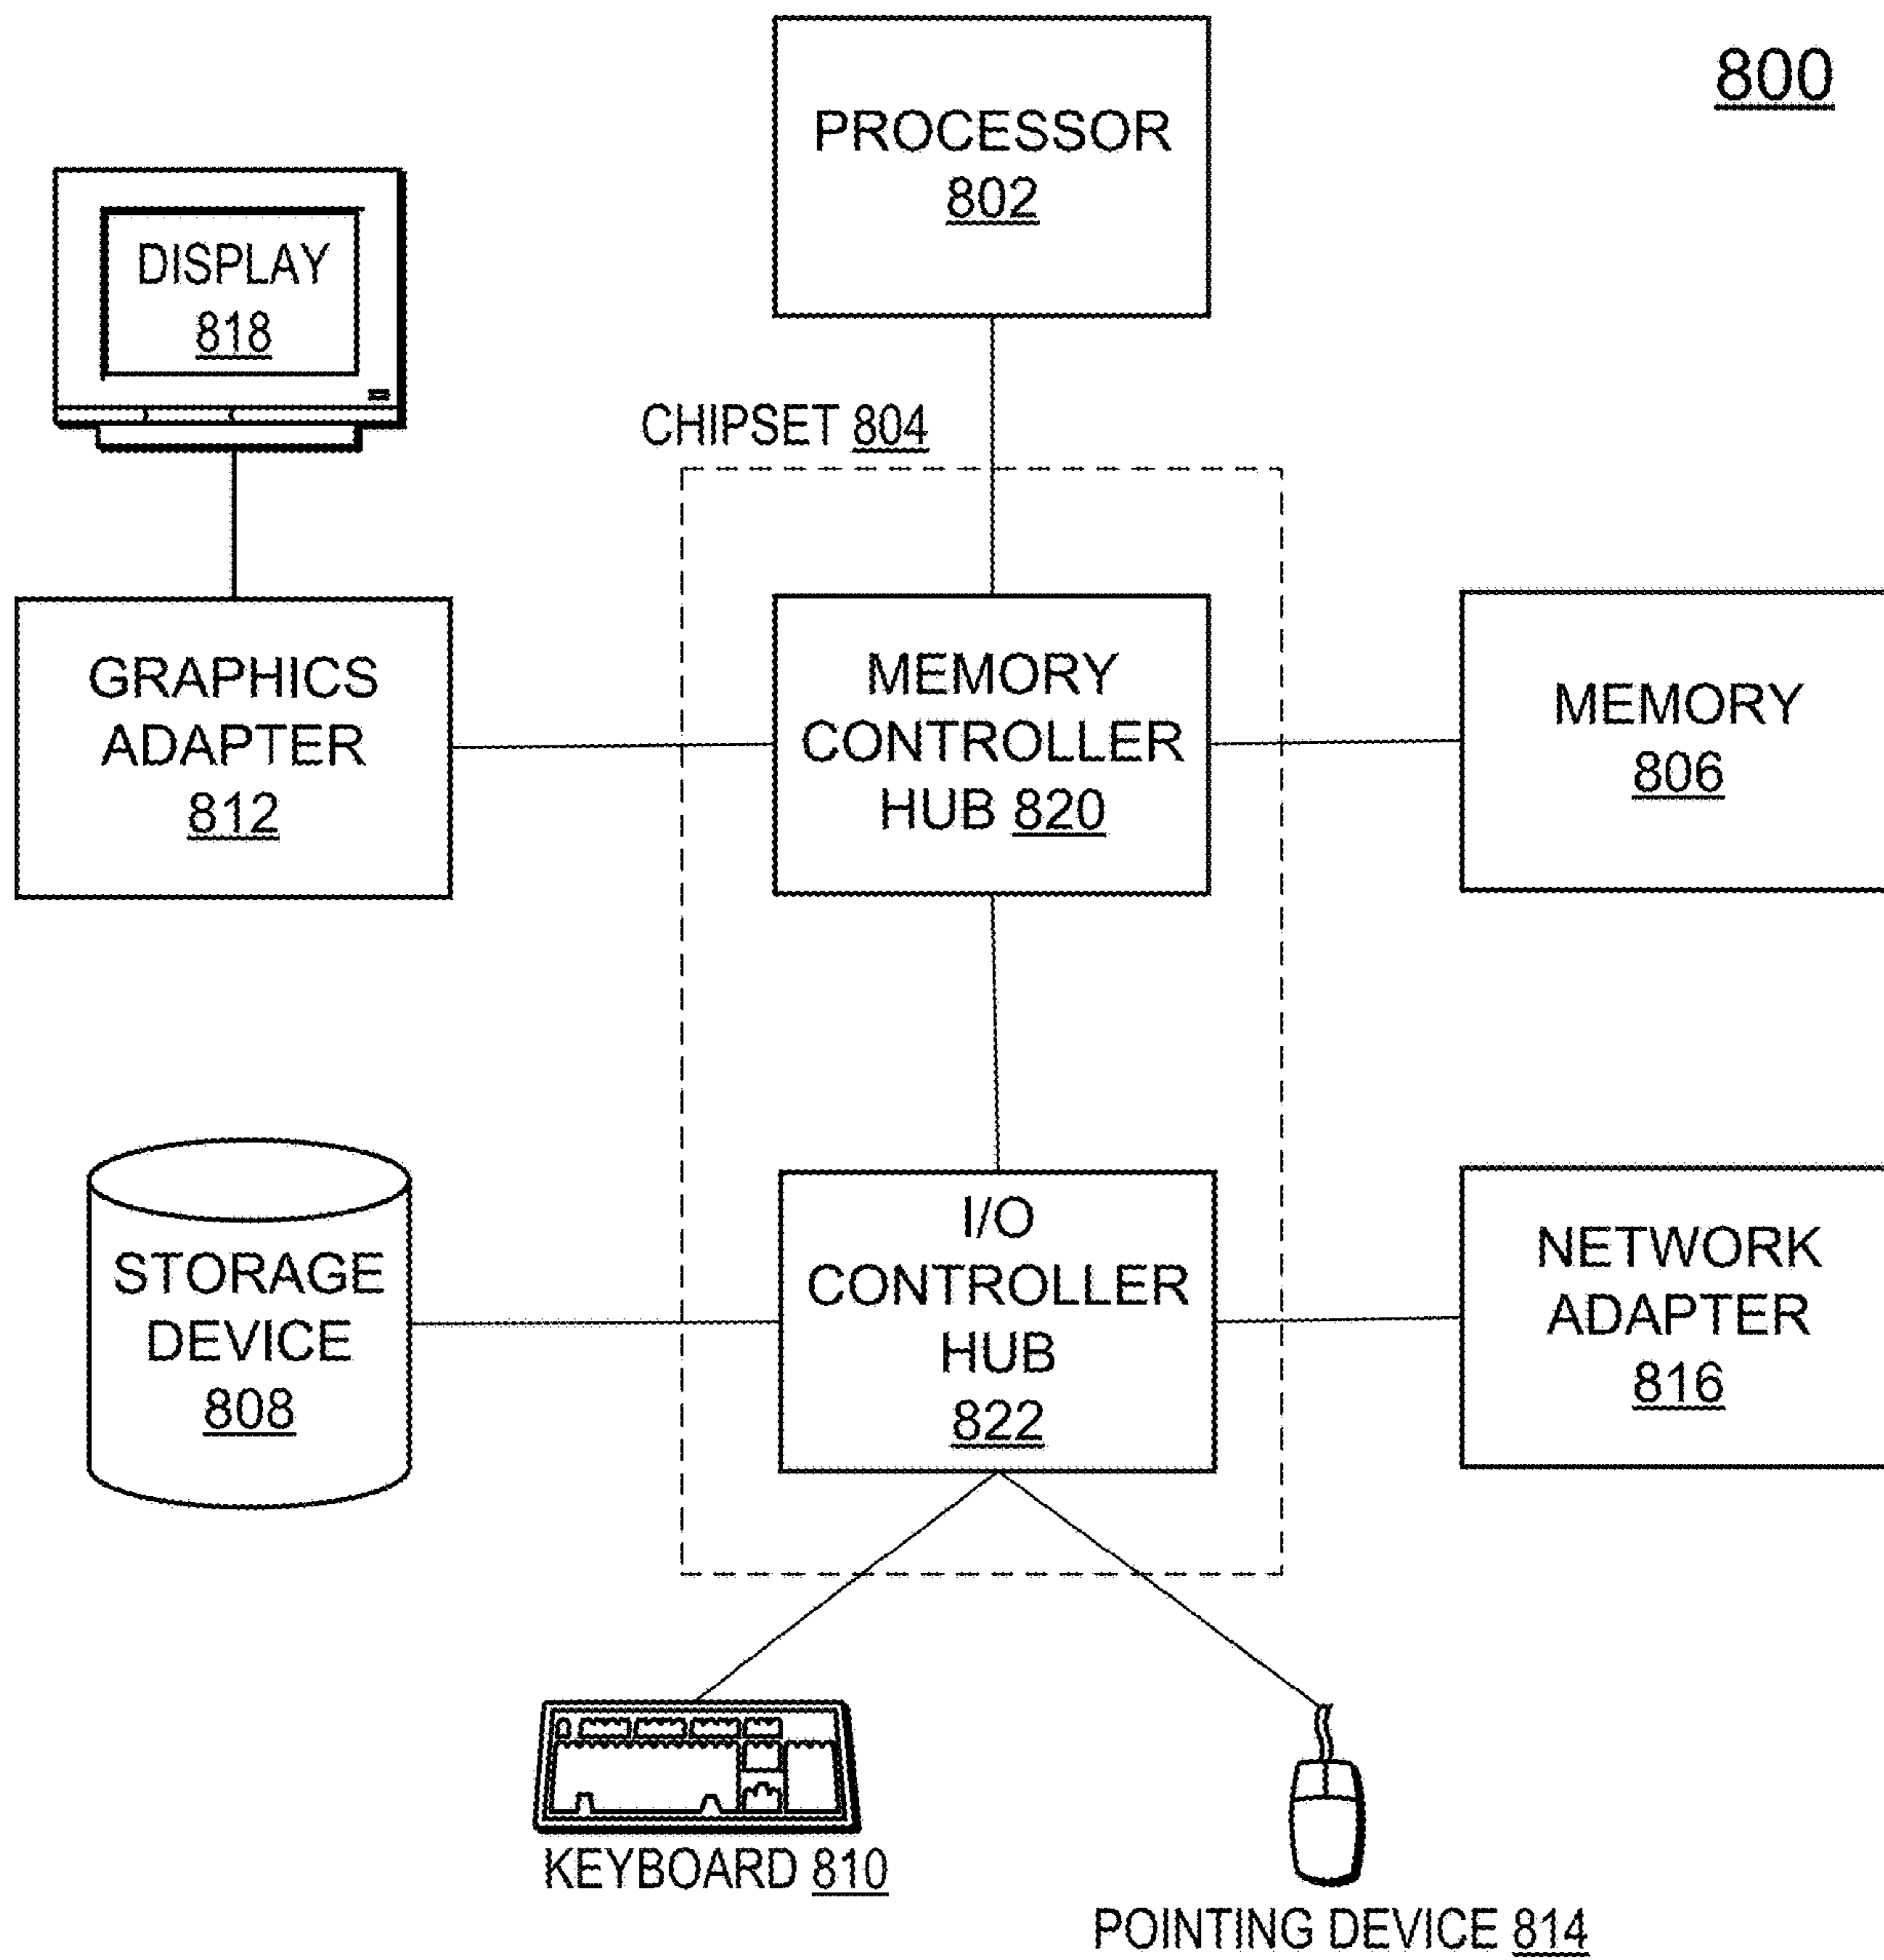 800
PROCESSOR
802
DISPLAY
818
CHIPSET 804
GRAPHICS
ADAPTER
812
MEMORY
CONTROLLER
HUB 820
MEMORY
806
STORAGE
DEVICE
808
I/O
CONTROLLER
HUB
822
NETWORK
ADAPTER
816
KEYBOARD 810
POINTING DEVICE 814